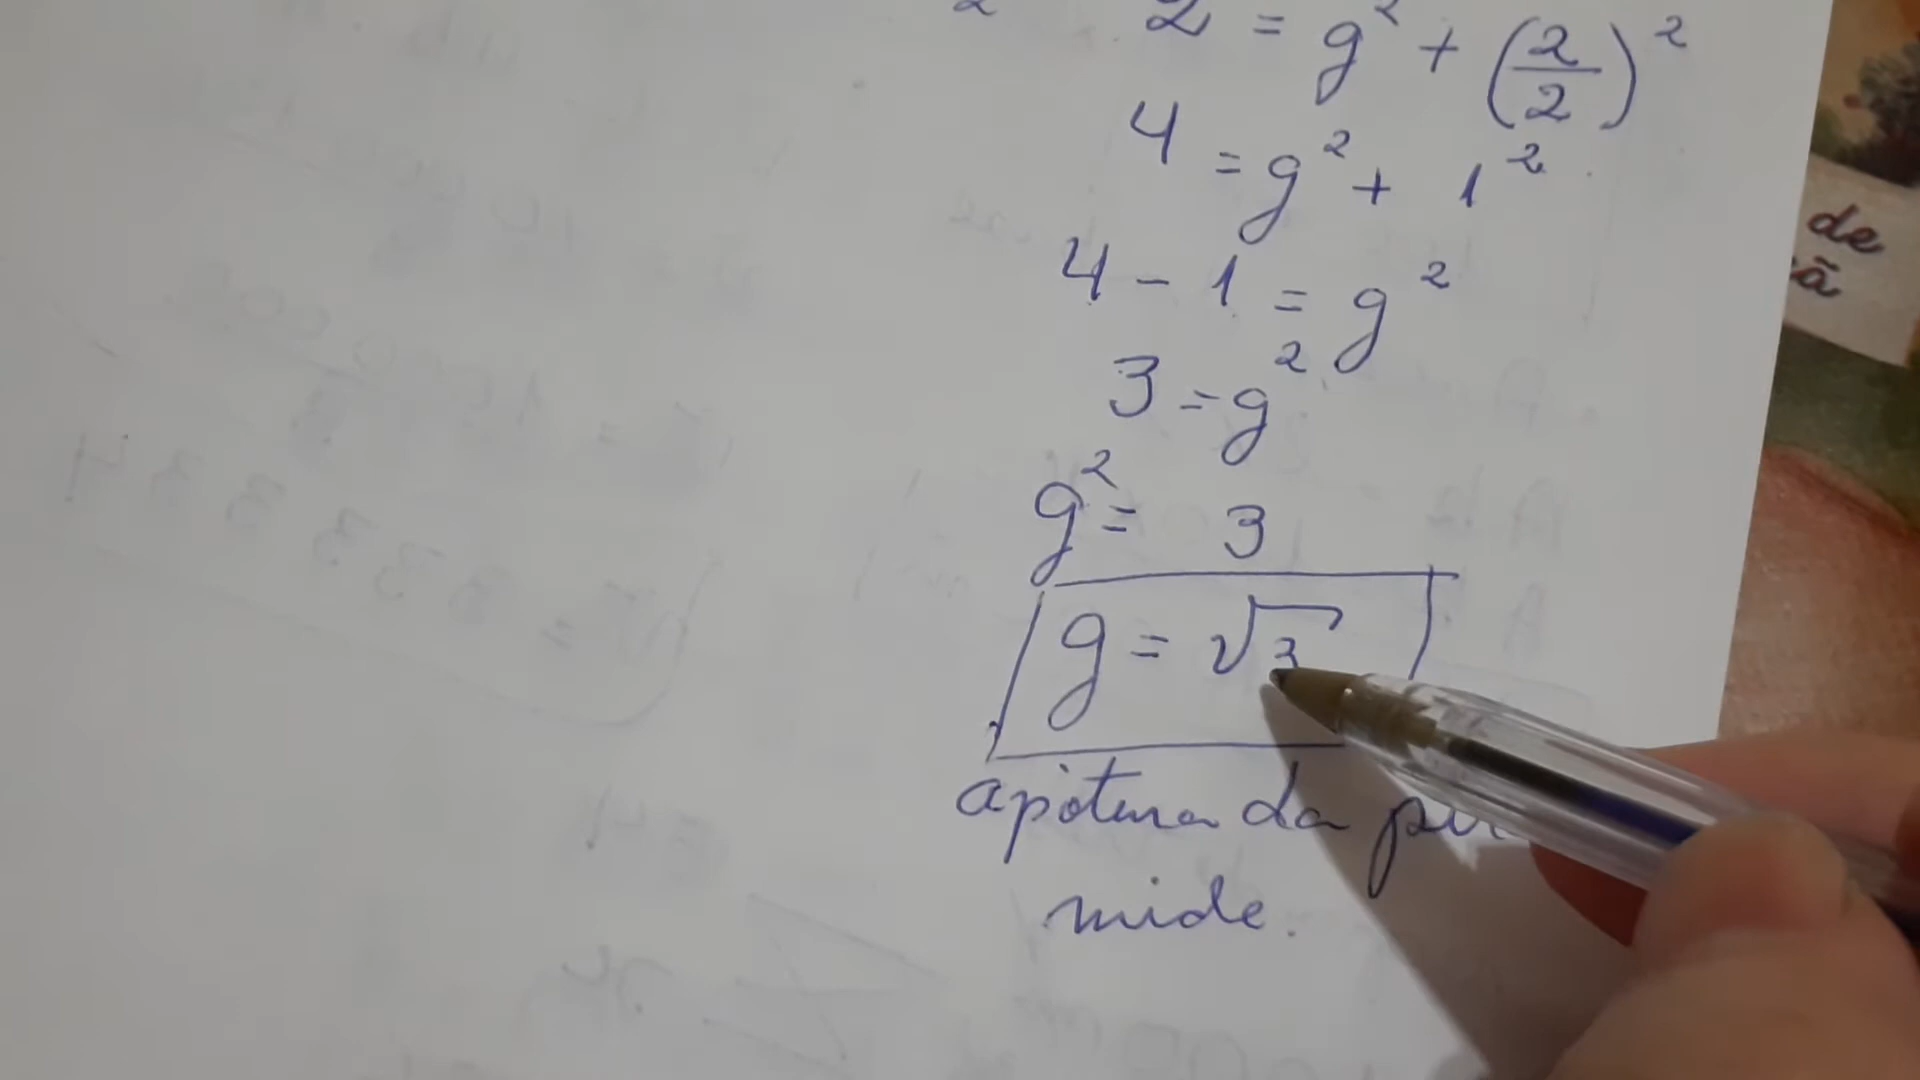 2 = g² + (2/2)²
4 = g² + 1²
4 - 1 = g²
3 = g²
g² = 3
g = √3
apótema da
mide.
de
ã